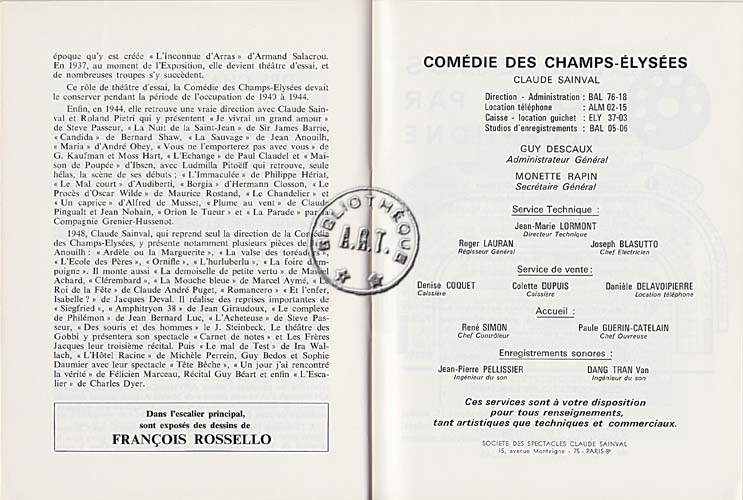 époque qu'y est créée « L'Inconnue d'Arras » d'Armand Salacrou.
En 1937, au moment de l'Exposition, elle devient théâtre d'essai, et
de nombreuses troupes s'y succèdent.
Ce rôle de théâtre d'essai, la Comédie des Champs-Elysées devait
le conserver pendant la période de l'occupation de 1940 à 1944.
Enfin, en 1944, elle retrouve une vraie direction avec Claude Sain-
val et Roland Pietri qui y présentent « Je vivrai un grand amour »
de Steve Passeur, « La Nuit de la Saint-Jean » de Sir James Barrie,
« Candida » de Bernard Shaw, « La Sauvage » de Jean Anouilh,
« Maria » d'André Obey, « Vous ne l'emporterez pas avec vous » de
G. Kaufman et Moss Hart, « L'Echange » de Paul Claudel et « Mai-
son de Poupée » d'Ibsen, avec Ludmilla Pitoëff qui retrouve, seule
hélas, la scène de ses débuts ; « L'Immaculée » de Philippe Hériat,
« Le Mal court » d'Audiberti, « Borgia » d'Hermann Closson, « Le
Procès d'Oscar Wilde » de Maurice Rostand, « Le Chandelier » et
« Un caprice » d'Alfred de Musset, « Plume au vent » de Claude
Pingualt et Jean Nohain, « Orion le Tueur » et « La Parade » par la
Compagnie Grenier-Hussenot.
1948, Claude Sainval, qui reprend seul la direction de la Comédie
des Champs-Elysées, y présente notamment plusieurs pièces de Jean
Anouilh : « Ardèle ou la Marguerite », « La valse des toréadors »,
« L'Ecole des Pères », « Ornifle », « L'hurluberlu », « La foire d'em-
poigne ». Il monte aussi « La demoiselle de petite vertu » de Marcel
Achard, « Clérembard », « La Mouche bleue » de Marcel Aymé, « Le
Roi de la Fête » de Claude André Puget, « Romancero » « Et l'enfer,
Isabelle ? » de Jacques Deval. Il réalise des reprises importantes de
« Siegfried », « Amphitryon 38 » de Jean Giraudoux, « Le complexe
de Philémon » de Jean Bernard Luc, « L'Acheteuse » de Steve Pas-
seur, « Des souris et des hommes » le J. Steinbeck. Le théâtre des
Gobbi y présentera son spectacle « Carnet de notes » et Les Frères
Jacques leur troisième récital. Puis « Le mal de Test » de Ira Wal-
lach, « L'Hôtel Racine » de Michèle Perrein, Guy Bedos et Sophie
Daumier avec leur spectacle « Tête Bêche », « Un jour j'ai rencontré
la vérité » de Félicien Marceau, Récital Guy Béart et enfin « L'Esca-
lier » de Charles Dyer.
Dans l'escalier principal,
sont exposés des dessins de
FRANÇOIS ROSSELLO
BIBLIOTHÈQUE
A.R.T.
COMÉDIE DES CHAMPS-ÉLYSÉES
CLAUDE SAINVAL
Direction - Administration : BAL 76-18
Location téléphone : ALM 02-15
Caisse - location guichet : ELY 37-03
Studios d'enregistrements : BAL 05-06
GUY DESCAUX
Administrateur Général
MONETTE RAPIN
Secrétaire Général
Service Technique :
Jean-Marie LORMONT
Directeur Technique
Roger LAURAN Joseph BLASUTTO
Régisseur Général Chef Electricien
Service de vente :
Denise COQUET Colette DUPUIS Danièle DELAVOIPIERRE
Caissière Caissière Location téléphone
Accueil :
René SIMON Paule GUERIN-CATELAIN
Chef Contrôleur Chef Ouvreuse
Enregistrements sonores :
Jean-Pierre PELLISSIER DANG TRAN Van
Ingénieur du son Ingénieur du son
Ces services sont à votre disposition
pour tous renseignements,
tant artistiques que techniques et commerciaux.
SOCIETE DES SPECTACLES CLAUDE SAINVAL
15, avenue Montaigne - 75 - PARIS-8e